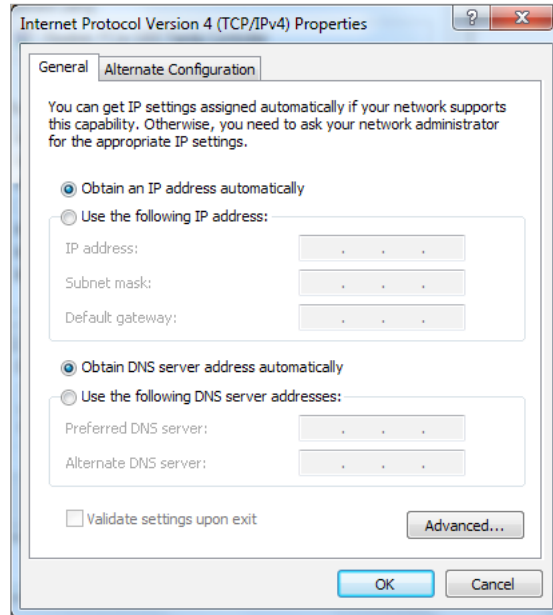 Internet Protocol Version 4 (TCP/IPv4) Properties
?
X
General
Alternate Configuration
You can get IP settings assigned automatically if your network supports
this capability. Otherwise, you need to ask your network administrator
for the appropriate IP settings.
Obtain an IP address automatically
Use the following IP address:
IP address: . . .
Subnet mask: . . .
Default gateway: . . .
Obtain DNS server address automatically
Use the following DNS server addresses:
Preferred DNS server: . . .
Alternate DNS server: . . .
Validate settings upon exit
Advanced...
OK
Cancel